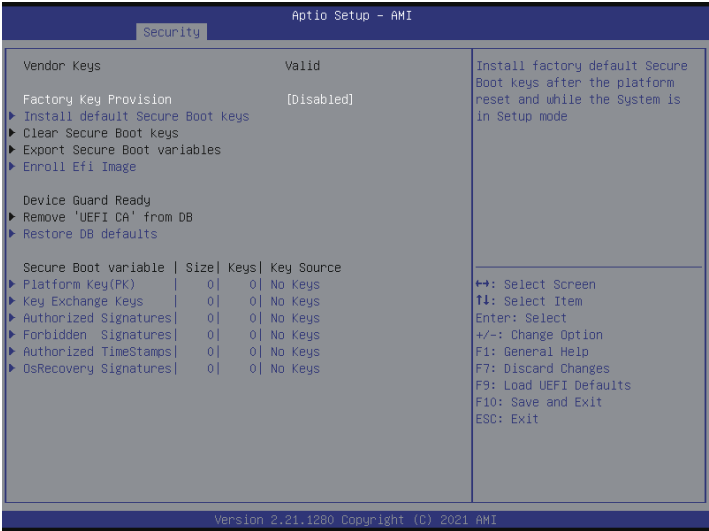 Aptio Setup – AMI
Security
Vendor Keys Valid
Factory Key Provision [Disabled]
▶ Install default Secure Boot keys
▶ Clear Secure Boot keys
▶ Export Secure Boot variables
▶ Enroll Efi Image
Device Guard Ready
▶ Remove 'UEFI CA' from DB
▶ Restore DB defaults
Secure Boot variable | Size| Keys| Key Source
▶ Platform Key(PK) | 0| 0| No Keys
▶ Key Exchange Keys | 0| 0| No Keys
▶ Authorized Signatures| 0| 0| No Keys
▶ Forbidden Signatures| 0| 0| No Keys
▶ Authorized TimeStamps| 0| 0| No Keys
▶ OsRecovery Signatures| 0| 0| No Keys
Install factory default Secure
Boot keys after the platform
reset and while the System is
in Setup mode
↔: Select Screen
↑↓: Select Item
Enter: Select
+/-: Change Option
F1: General Help
F7: Discard Changes
F9: Load UEFI Defaults
F10: Save and Exit
ESC: Exit
Version 2.21.1280 Copyright (C) 2021 AMI